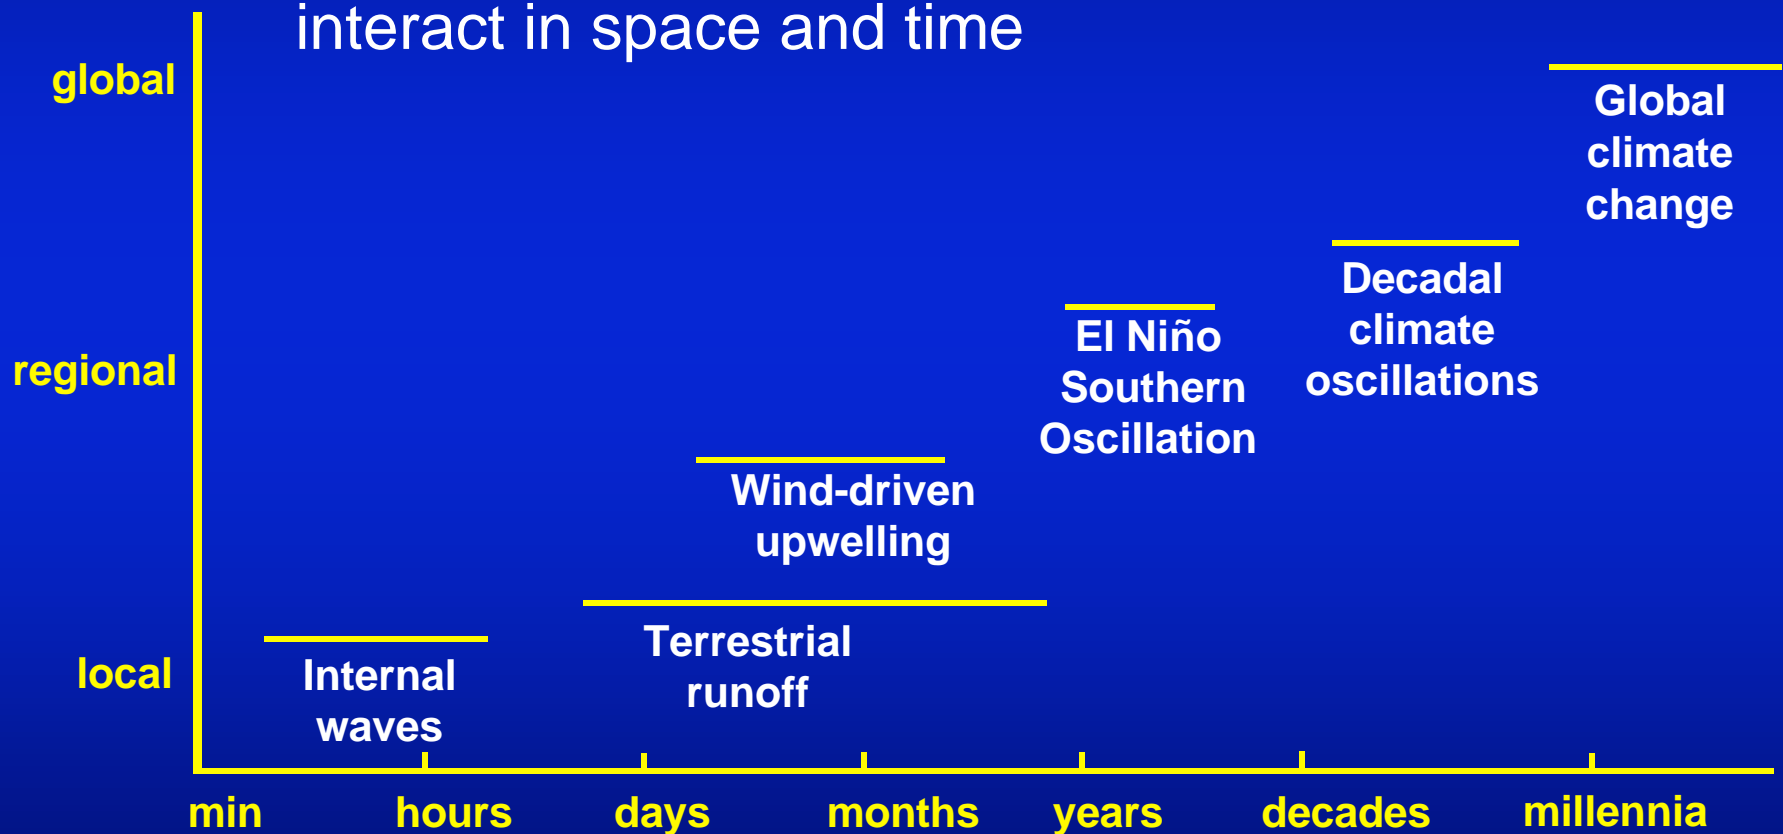 interact in space and time
global
Global
climate
change
Decadal
climate
oscillations
El Niño
Southern
Oscillation
regional
Wind-driven
upwelling
Terrestrial
runoff
local
Internal
waves
min hours days months years decades millennia